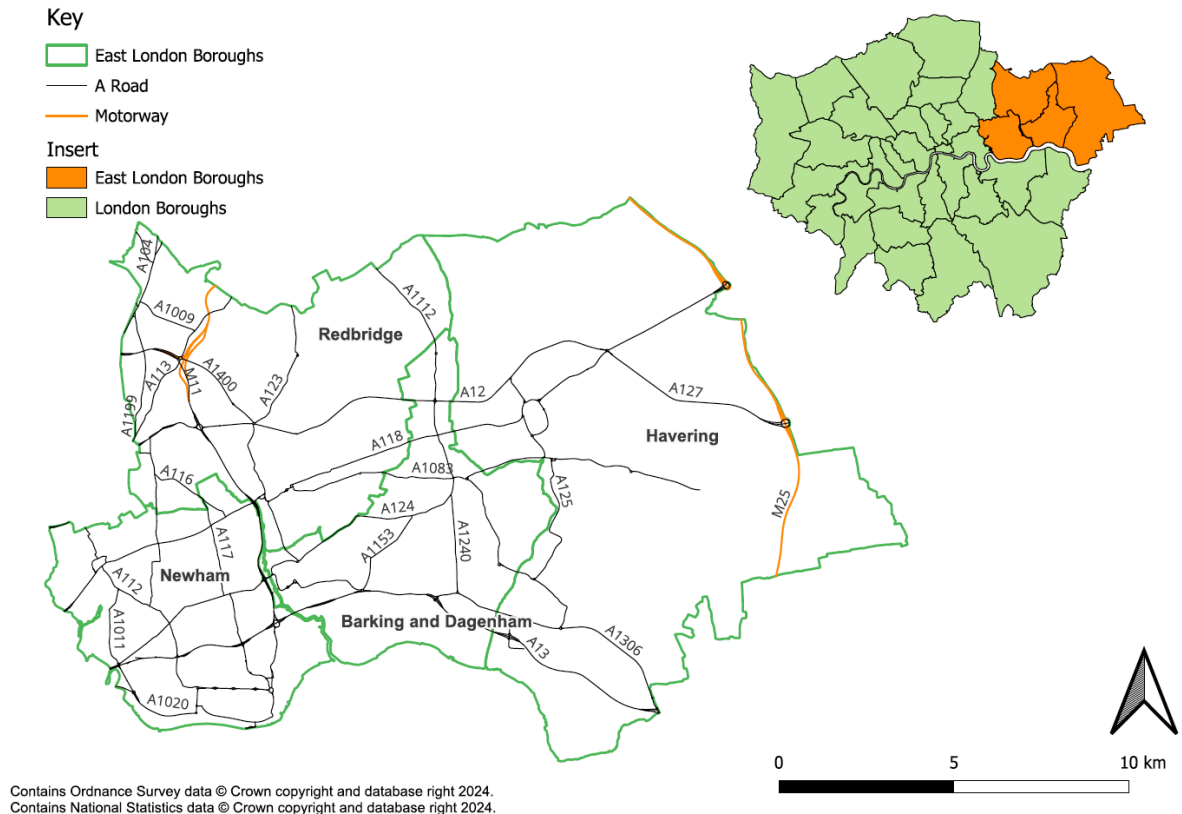 Key
East London Boroughs
A Road
Motorway
Insert
East London Boroughs
London Boroughs
A104
A1009
A1112
Redbridge
A113
M11
A1400
A123
A12
A127
A1199
A118
Havering
A116
A1083
A125
M25
A124
A117
A1153
A1240
Newham
A112
A1011
Barking and Dagenham
A13
A1306
A1020
0 5 10 km
Contains Ordnance Survey data © Crown copyright and database right 2024.
Contains National Statistics data © Crown copyright and database right 2024.